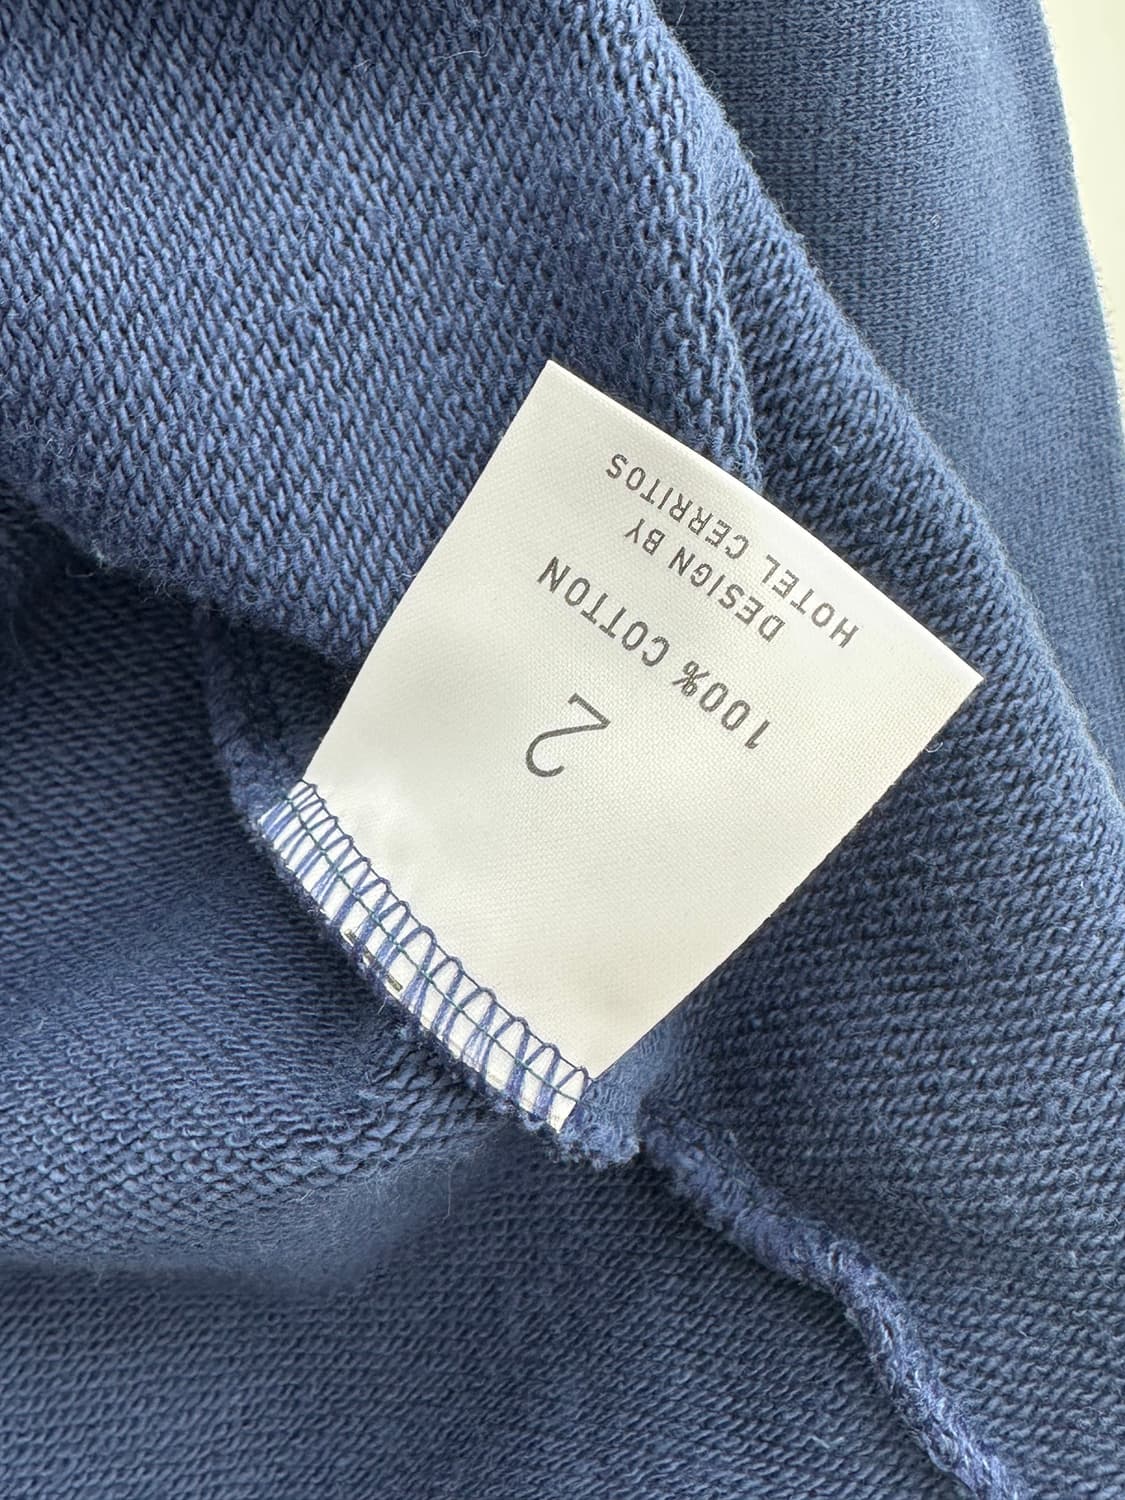 2
100% COTTON
DESIGN BY
HOTEL CERRITOS